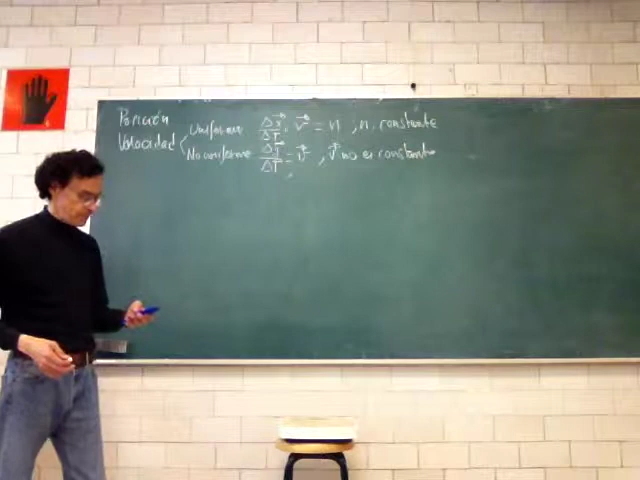 Posición
Velocidad Uniforme Δx/ΔT, v⃗ = n, n constante
No uniforme Δx/ΔT = v⃗, v⃗ no es constante